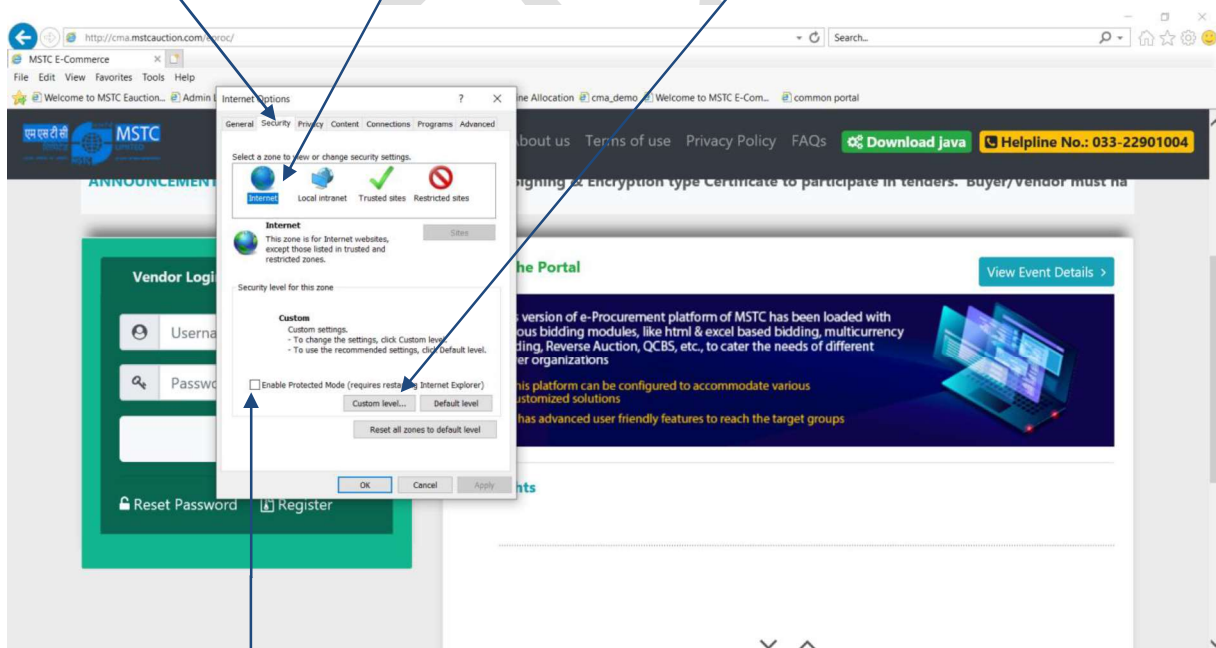 http://cma.mstcauction.com/eproc/
Search...
MSTC E-Commerce
File Edit View Favorites Tools Help
Welcome to MSTC Eauction... Admin L
ine Allocation cma_demo Welcome to MSTC E-Com... common portal
एम एस टी सी
MSTC
LIMITED
About us Terms of use Privacy Policy FAQs Download Java Helpline No.: 033-22901004
ANNOUNCEMENT
Signing & Encryption type Certificate to participate in tenders. Buyer/Vendor must ha
Internet Options ? X
General Security Privacy Content Connections Programs Advanced
Select a zone to view or change security settings.
Internet Local intranet Trusted sites Restricted sites
Internet
This zone is for Internet websites,
except those listed in trusted and
restricted zones.
Sites
Security level for this zone
Custom
Custom settings.
- To change the settings, click Custom level.
- To use the recommended settings, click Default level.
Enable Protected Mode (requires restarting Internet Explorer)
Custom level... Default level
Reset all zones to default level
OK Cancel Apply
Vendor Logi
Userna
Passwo
Reset Password Register
he Portal
View Event Details >
version of e-Procurement platform of MSTC has been loaded with
ous bidding modules, like html & excel based bidding, multicurrency
ding, Reverse Auction, QCBS, etc., to cater the needs of different
er organizations
his platform can be configured to accommodate various
ustomized solutions
has advanced user friendly features to reach the target groups
hts